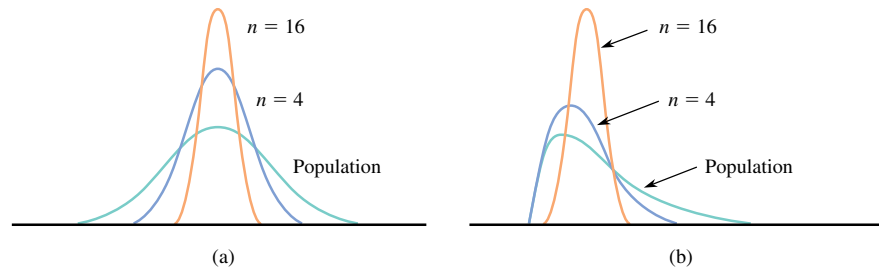 n = 16
n = 4
Population
(a)
n = 16
n = 4
Population
(b)